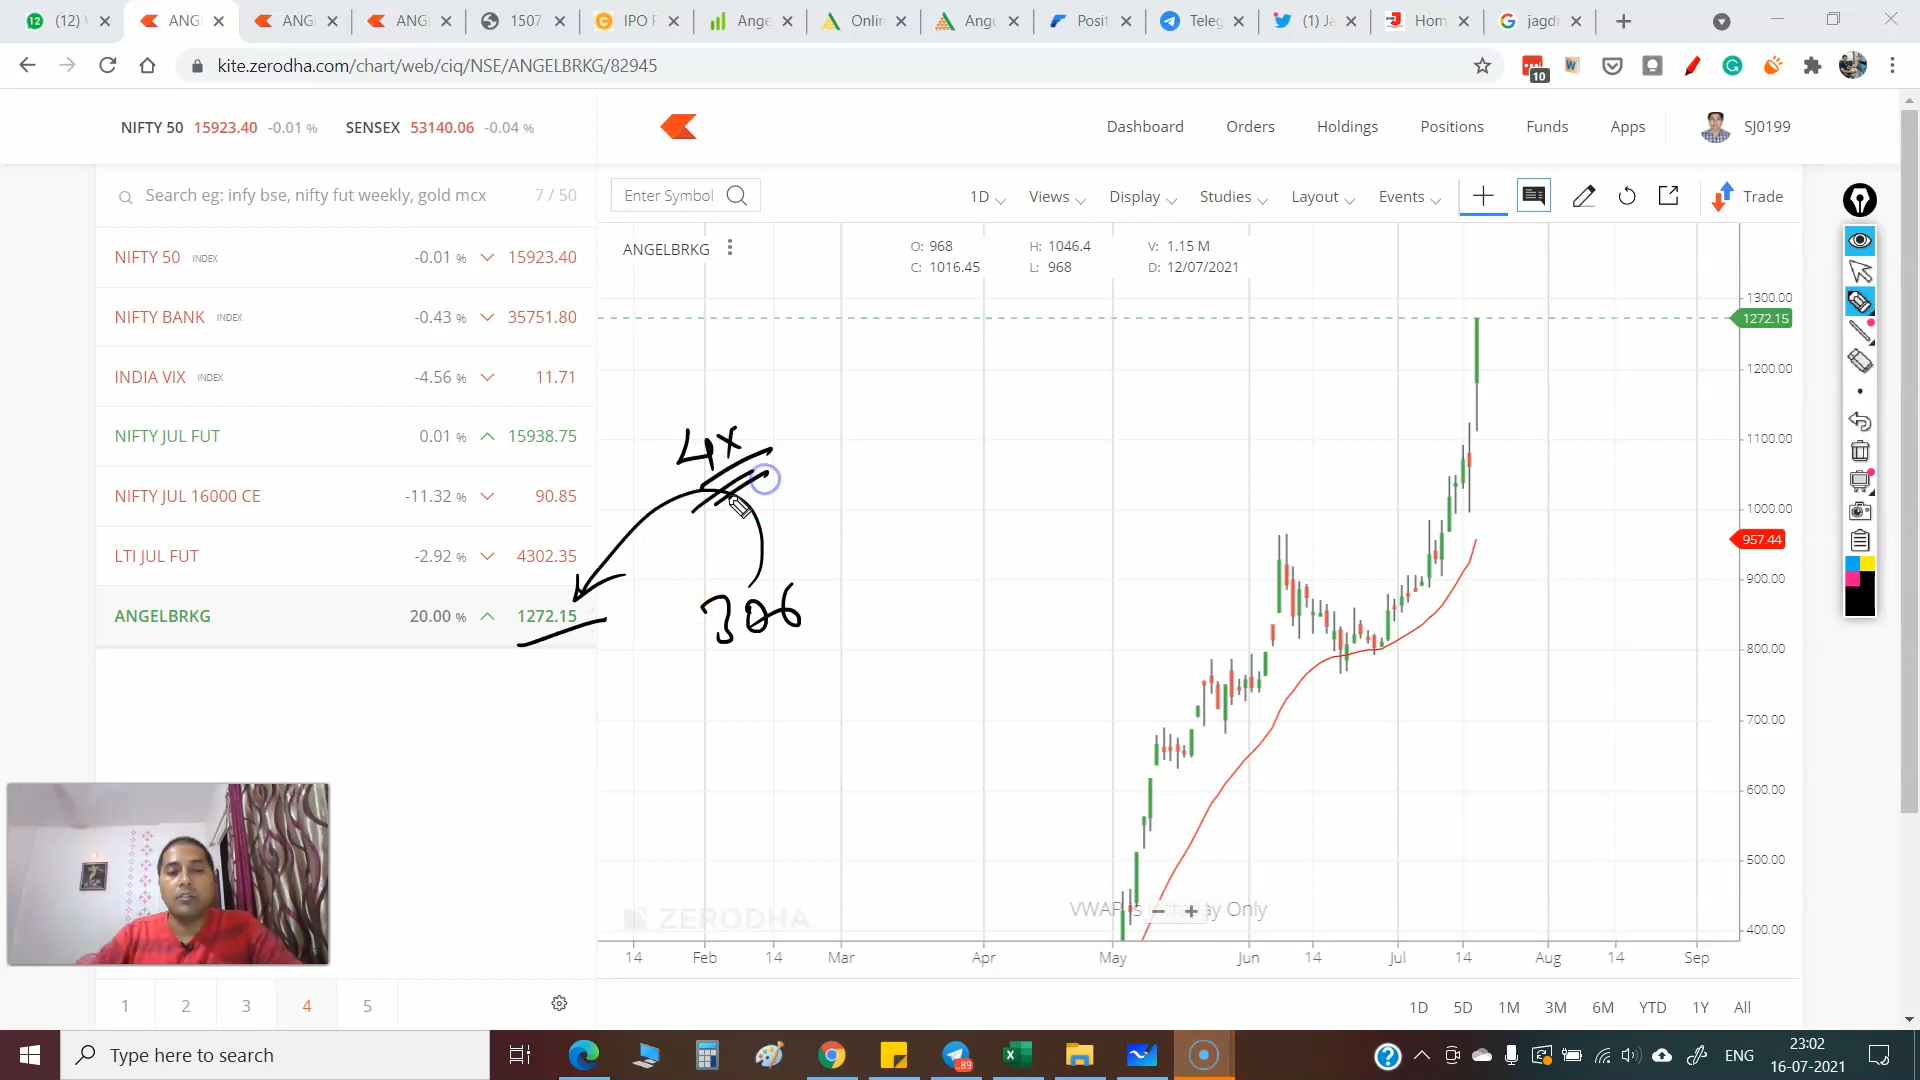 (12) W
ANG
ANG
ANG
1507
IPO F
Ange
Onlin
Ange
Posit
Teleg
(1) Ja
Hom
jagdi
kite.zerodha.com/chart/web/ciq/NSE/ANGELBRKG/82945
10
NIFTY 50 15923.40 -0.01 % SENSEX 53140.06 -0.04 %
Dashboard Orders Holdings Positions Funds Apps SJ0199
Search eg: infy bse, nifty fut weekly, gold mcx 7 / 50
NIFTY 50 INDEX -0.01 % 15923.40
NIFTY BANK INDEX -0.43 % 35751.80
INDIA VIX INDEX -4.56 % 11.71
NIFTY JUL FUT 0.01 % 15938.75
NIFTY JUL 16000 CE -11.32 % 90.85
LTI JUL FUT -2.92 % 4302.35
ANGELBRKG 20.00 % 1272.15
1 2 3 4 5
Enter Symbol 1D Views Display Studies Layout Events Trade
ANGELBRKG
O: 968 H: 1046.4 V: 1.15 M
C: 1016.45 L: 968 D: 12/07/2021
1300.00
1272.15
1200.00
1100.00
1000.00
957.44
900.00
800.00
700.00
600.00
500.00
400.00
4x
306
ZERODHA
VWAP is ay Only
14 Feb 14 Mar Apr May Jun 14 Jul 14 Aug 14 Sep
1D 5D 1M 3M 6M YTD 1Y All
Type here to search
89
ENG
23:02
16-07-2021